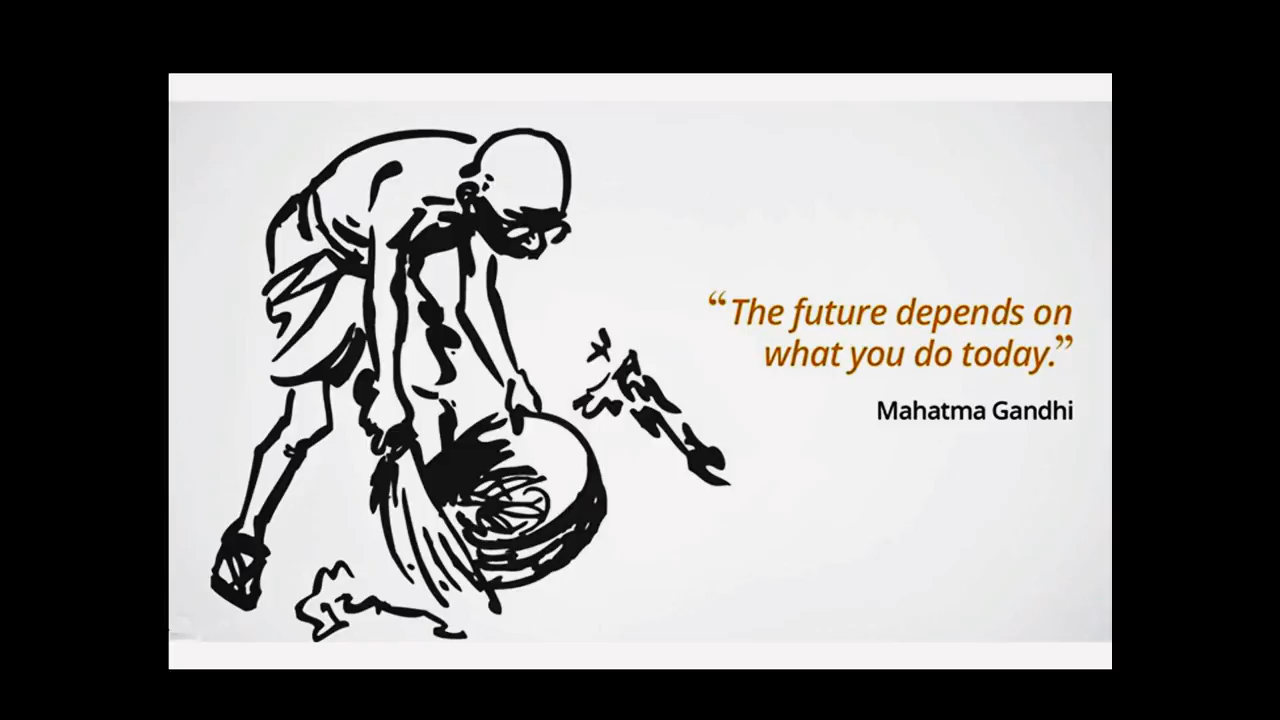 “The future depends on
what you do today.”
Mahatma Gandhi